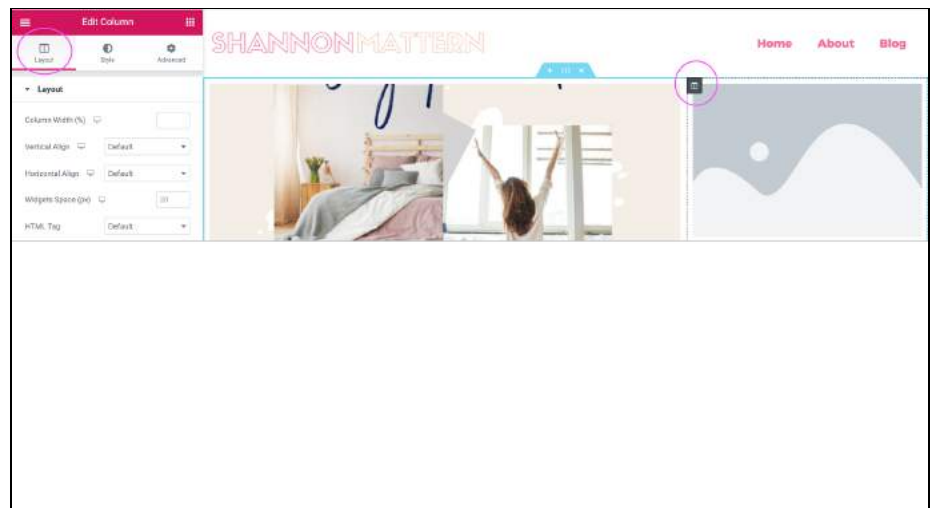 Edit Column
Layout
Style
Advanced
Layout
Column Width (%)
Vertical Align
Default
Horizontal Align
Default
Widgets Space (px)
20
HTML Tag
Default
SHANNONMATTERN
Home
About
Blog